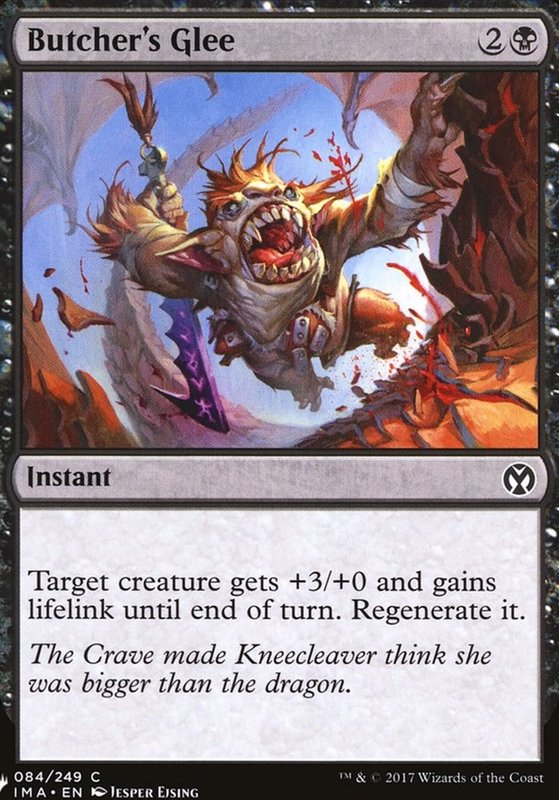 Butcher's Glee 2
Instant
Target creature gets +3/+0 and gains
lifelink until end of turn. Regenerate it.
The Crave made Kneecleaver think she
was bigger than the dragon.
084/249 C
IMA • EN Jesper Ejsing
™ & © 2017 Wizards of the Coast